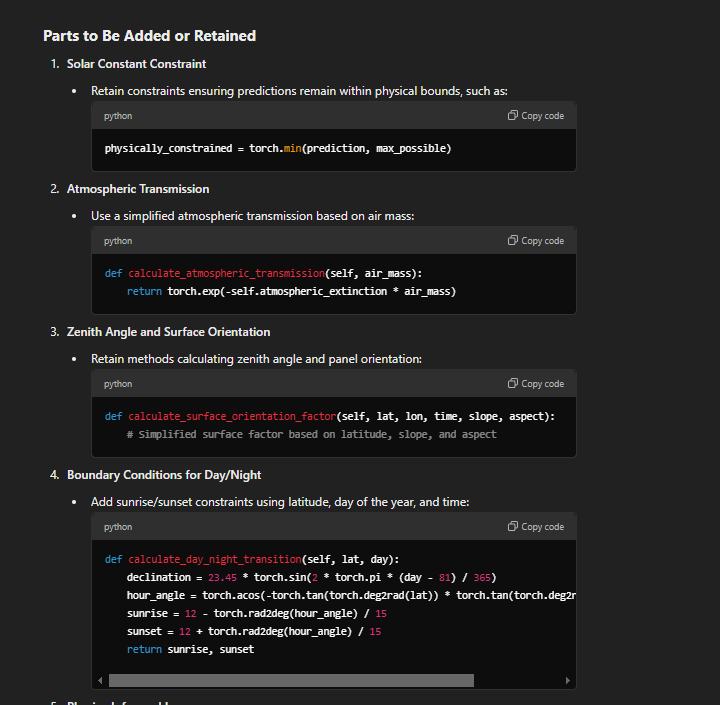 Parts to Be Added or Retained
1. Solar Constant Constraint
• Retain constraints ensuring predictions remain within physical bounds, such as:
python Copy code
physically_constrained = torch.min(prediction, max_possible)
2. Atmospheric Transmission
• Use a simplified atmospheric transmission based on air mass:
python Copy code
def calculate_atmospheric_transmission(self, air_mass):
return torch.exp(-self.atmospheric_extinction * air_mass)
3. Zenith Angle and Surface Orientation
• Retain methods calculating zenith angle and panel orientation:
python Copy code
def calculate_surface_orientation_factor(self, lat, lon, time, slope, aspect):
# Simplified surface factor based on latitude, slope, and aspect
4. Boundary Conditions for Day/Night
• Add sunrise/sunset constraints using latitude, day of the year, and time:
python Copy code
def calculate_day_night_transition(self, lat, day):
declination = 23.45 * torch.sin(2 * torch.pi * (day - 81) / 365)
hour_angle = torch.acos(-torch.tan(torch.deg2rad(lat)) * torch.tan(torch.deg2r
sunrise = 12 - torch.rad2deg(hour_angle) / 15
sunset = 12 + torch.rad2deg(hour_angle) / 15
return sunrise, sunset